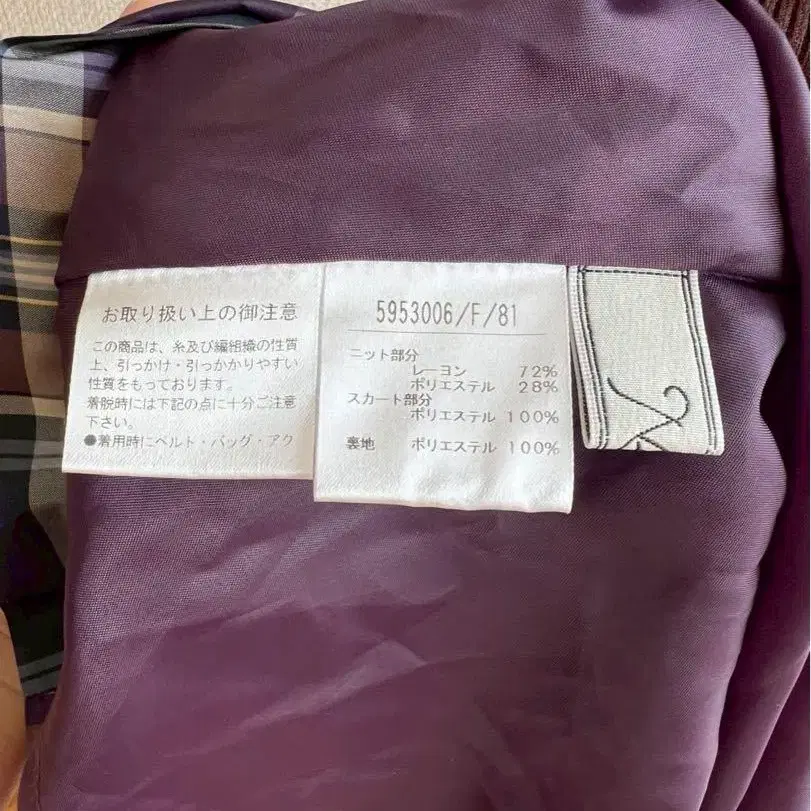 お取り扱い上の御注意
この商品は、糸及び編組織の性質
上、引っかけ・引っかかりやすい
性質をもっております。
着脱時には下記の点に十分ご注意
下さい。
●着用時にベルト・バッグ・アク
5953006/F/81
ニット部分
レーヨン 72%
ポリエステル 28%
スカート部分
ポリエステル 100%
裏地 ポリエステル 100%